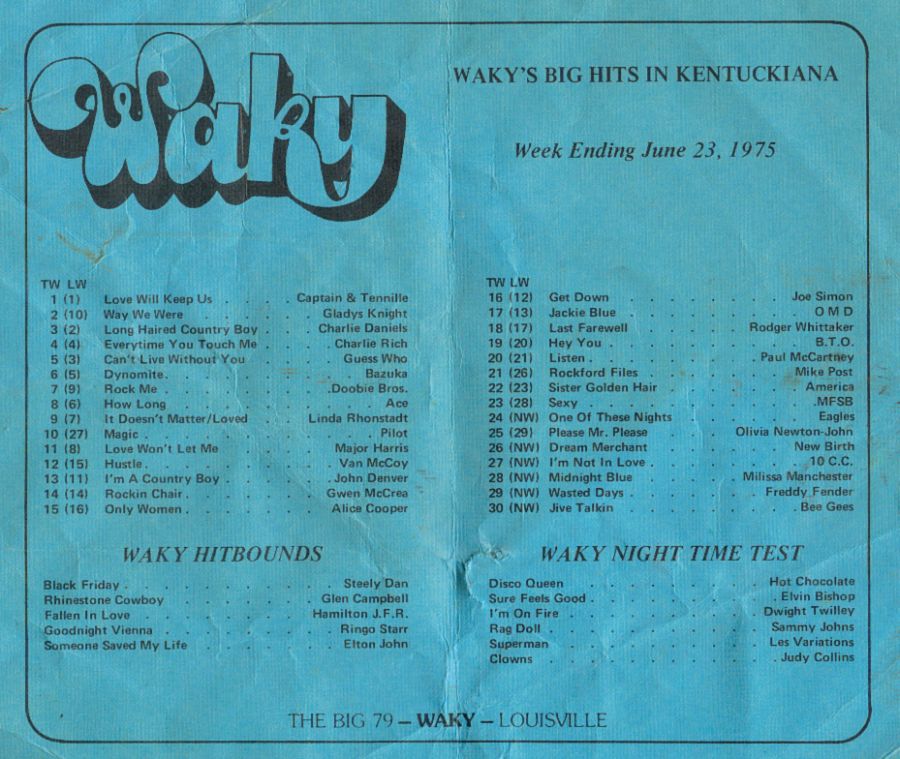 Waky
WAKY'S BIG HITS IN KENTUCKIANA
Week Ending June 23, 1975
TW LW
1 (1) Love Will Keep Us . . . . Captain & Tennille
2 (10) Way We Were . . . . . Gladys Knight
3 (2) Long Haired Country Boy . . . Charlie Daniels
4 (4) Everytime You Touch Me . . . . Charlie Rich
5 (3) Can't Live Without You . . . . Guess Who
6 (5) Dynomite. . . . . . . . Bazuka
7 (9) Rock Me . . . . . . . .Doobie Bros.
8 (6) How Long . . . . . . . . Ace
9 (7) It Doesn't Matter/Loved . . Linda Rhonstadt
10 (27) Magic . . . . . . . . . Pilot
11 (8) Love Won't Let Me . . . . Major Harris
12 (15) Hustle . . . . . . . . Van McCoy
13 (11) I'm A Country Boy . . . . . John Denver
14 (14) Rockin Chair . . . . . . Gwen McCrea
15 (16) Only Women . . . . . . Alice Cooper
TW LW
16 (12) Get Down . . . . . . . Joe Simon
17 (13) Jackie Blue . . . . . . . O M D
18 (17) Last Farewell . . . . Rodger Whittaker
19 (20) Hey You . . . . . . . . B.T.O.
20 (21) Listen . . . . . . . Paul McCartney
21 (26) Rockford Files . . . . . . Mike Post
22 (23) Sister Golden Hair . . . . . America
23 (28) Sexy . . . . . . . . .MFSB
24 (NW) One Of These Nights . . . . . Eagles
25 (29) Please Mr. Please . . . Olivia Newton-John
26 (NW) Dream Merchant . . . . . New Birth
27 (NW) I'm Not In Love . . . . . . 10 C.C.
28 (NW) Midnight Blue . . . . Milissa Manchester
29 (NW) Wasted Days . . . . . Freddy Fender
30 (NW) Jive Talkin . . . . . . . Bee Gees
WAKY HITBOUNDS
Black Friday . . . . . . . . . Steely Dan
Rhinestone Cowboy . . . . . . Glen Campbell
Fallen In Love . . . . . . . Hamilton J.F.R.
Goodnight Vienna . . . . . . . Ringo Starr
Someone Saved My Life . . . . . . Elton John
WAKY NIGHT TIME TEST
Disco Queen . . . . . . . Hot Chocolate
Sure Feels Good . . . . . . . Elvin Bishop
I'm On Fire . . . . . . . Dwight Twilley
Rag Doll . . . . . . . . Sammy Johns
Superman . . . . . . . Les Variations
Clowns . . . . . . . . . Judy Collins
THE BIG 79 – WAKY – LOUISVILLE